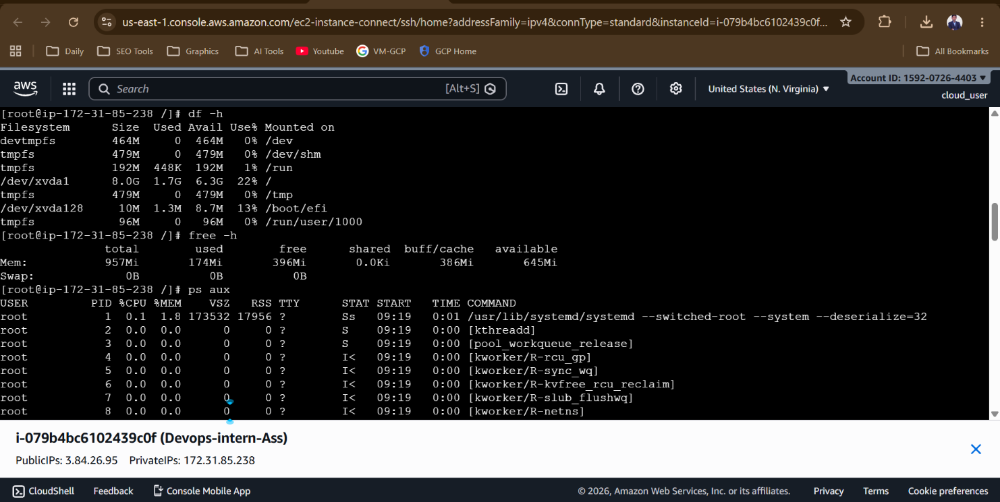 us-east-1.console.aws.amazon.com/ec2-instance-connect/ssh/home?addressFamily=ipv4&connType=standard&instanceId=i-079b4bc6102439c0f...
Daily SEO Tools Graphics AI Tools Youtube VM-GCP GCP Home All Bookmarks
aws Search [Alt+S] United States (N. Virginia) ▼ Account ID: 1592-0726-4403 ▼
cloud_user
[root@ip-172-31-85-238 /]# df -h
Filesystem Size Used Avail Use% Mounted on
devtmpfs 464M 0 464M 0% /dev
tmpfs 479M 0 479M 0% /dev/shm
tmpfs 192M 448K 192M 1% /run
/dev/xvda1 8.0G 1.7G 6.3G 22% /
tmpfs 479M 0 479M 0% /tmp
/dev/xvda128 10M 1.3M 8.7M 13% /boot/efi
tmpfs 96M 0 96M 0% /run/user/1000
[root@ip-172-31-85-238 /]# free -h
total used free shared buff/cache available
Mem: 957Mi 174Mi 396Mi 0.0Ki 386Mi 645Mi
Swap: 0B 0B 0B
[root@ip-172-31-85-238 /]# ps aux
USER PID %CPU %MEM VSZ RSS TTY STAT START TIME COMMAND
root 1 0.1 1.8 173532 17956 ? Ss 09:19 0:01 /usr/lib/systemd/systemd --switched-root --system --deserialize=32
root 2 0.0 0.0 0 0 ? S 09:19 0:00 [kthreadd]
root 3 0.0 0.0 0 0 ? S 09:19 0:00 [pool_workqueue_release]
root 4 0.0 0.0 0 0 ? I< 09:19 0:00 [kworker/R-rcu_gp]
root 5 0.0 0.0 0 0 ? I< 09:19 0:00 [kworker/R-sync_wq]
root 6 0.0 0.0 0 0 ? I< 09:19 0:00 [kworker/R-kvfree_rcu_reclaim]
root 7 0.0 0.0 0 0 ? I< 09:19 0:00 [kworker/R-slub_flushwq]
root 8 0.0 0.0 0 0 ? I< 09:19 0:00 [kworker/R-netns]
i-079b4bc6102439c0f (Devops-intern-Ass)
PublicIPs: 3.84.26.95 PrivateIPs: 172.31.85.238
CloudShell Feedback Console Mobile App © 2026, Amazon Web Services, Inc. or its affiliates. Privacy Terms Cookie preferences